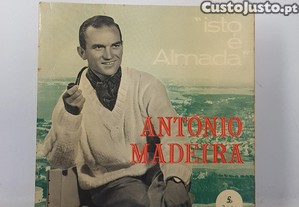 CustoJusto.pt
"isto
é
Almada"
ANTONIO
MADEIRA